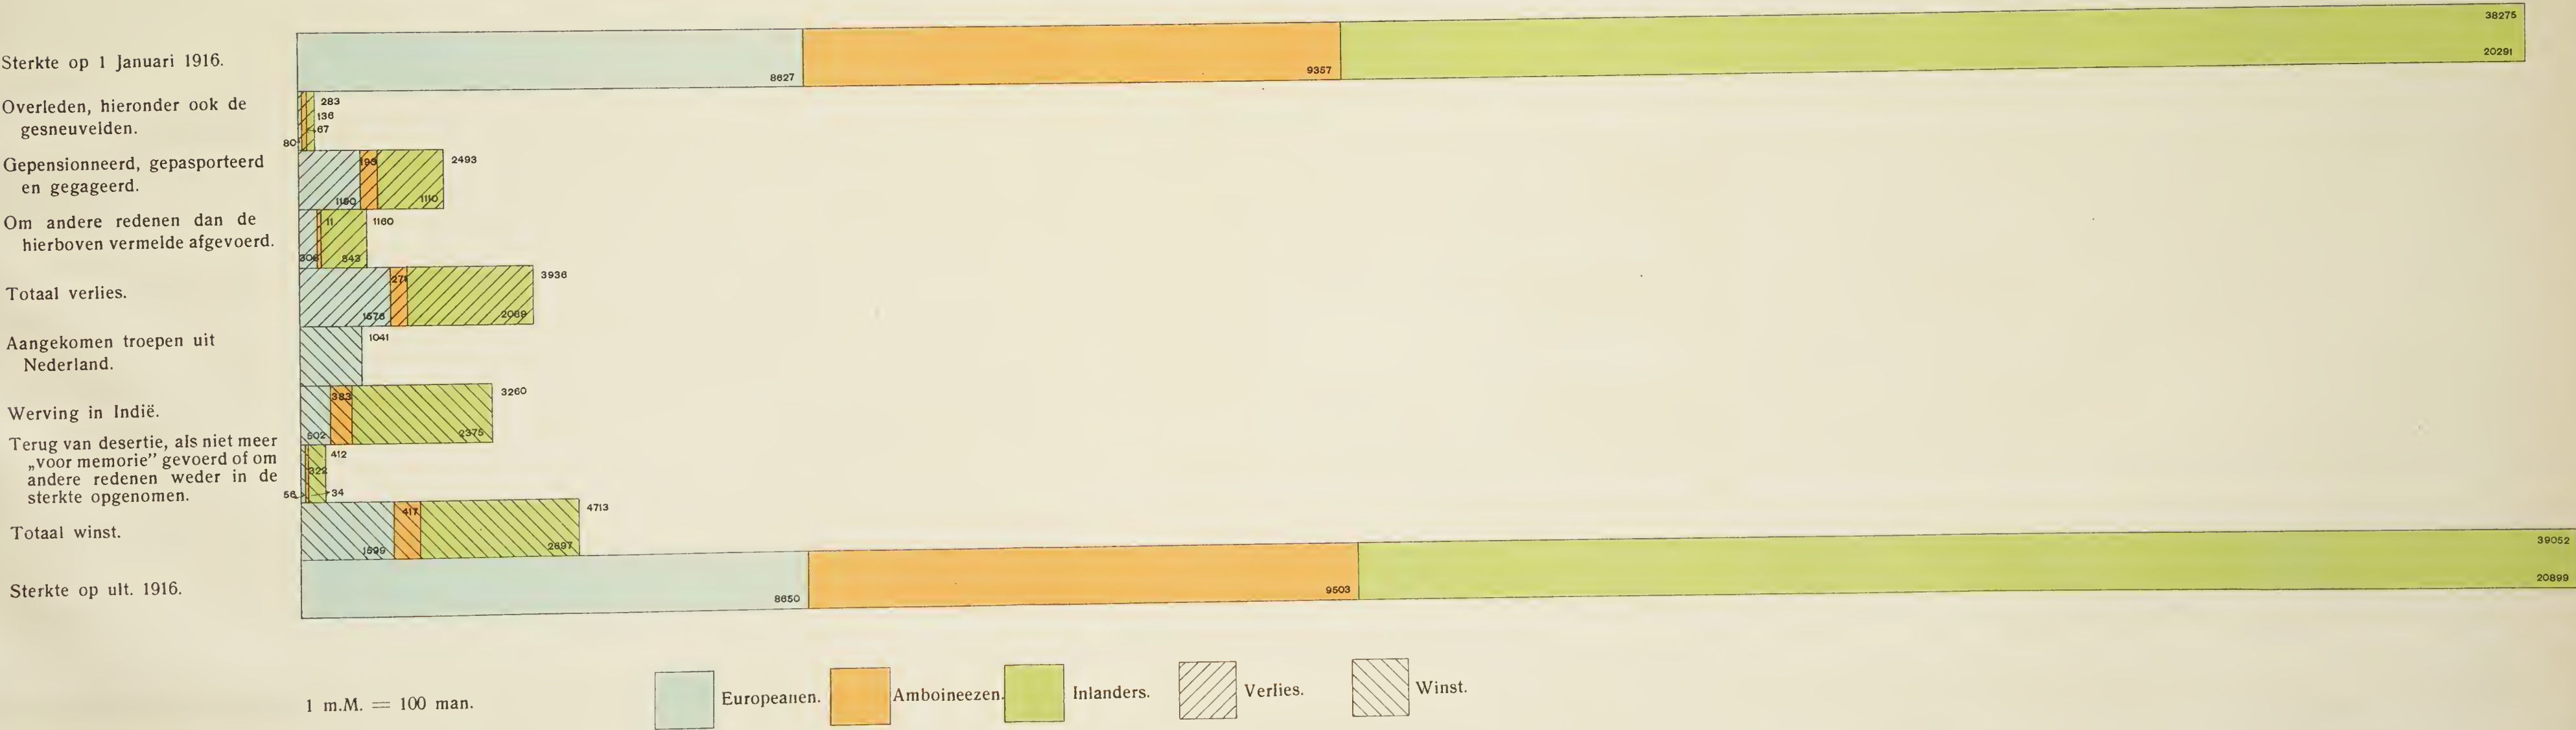 Sterkte op 1 Januari 1916.
8627
9357
38275
20291
Overleden, hieronder ook de
gesneuvelden.
283
136
67
80
Gepensionneerd, gepasporteerd
en gegageerd.
193
2493
1190
1110
Om andere redenen dan de
hierboven vermelde afgevoerd.
11
1160
306
843
Totaal verlies.
271
3936
1576
2089
Aangekomen troepen uit
Nederland.
1041
Werving in Indië.
383
3260
502
2375
Terug van desertie, als niet meer
„voor memorie” gevoerd of om
andere redenen weder in de
sterkte opgenomen.
412
322
56
34
Totaal winst.
417
4713
1599
2697
Sterkte op ult. 1916.
8650
9503
39052
20899
1 m.M. = 100 man.
Europeanen.
Amboineezen.
Inlanders.
Verlies.
Winst.